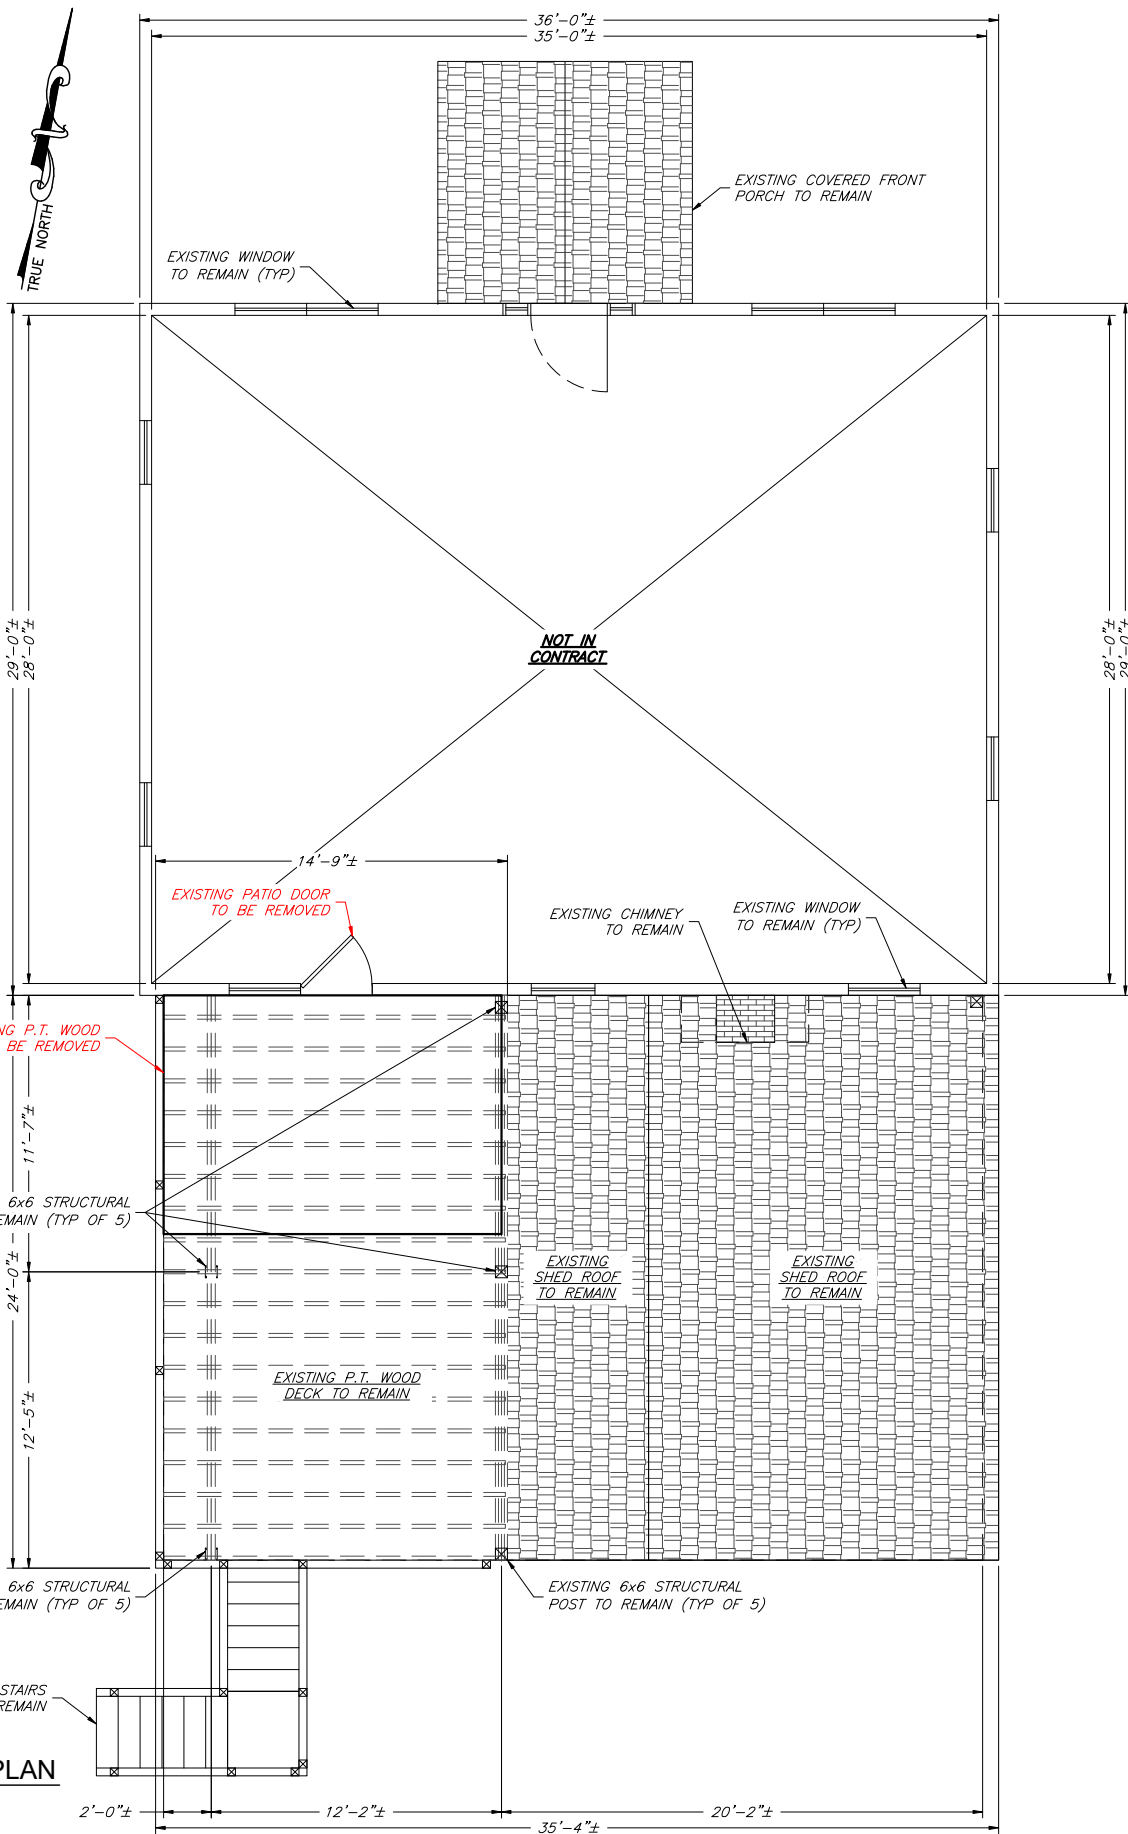 36'-0"±
35'-0"±
TRUE NORTH
EXISTING COVERED FRONT
PORCH TO REMAIN
EXISTING WINDOW
TO REMAIN (TYP)
29'-0"±
28'-0"±
NOT IN
CONTRACT
28'-0"±
29'-0"±
14'-9"±
EXISTING PATIO DOOR
TO BE REMOVED
EXISTING CHIMNEY
TO REMAIN
EXISTING WINDOW
TO REMAIN (TYP)
NG P.T. WOOD
BE REMOVED
11'-7"±
6x6 STRUCTURAL
EMAIN (TYP OF 5)
24'-0"±
EXISTING
SHED ROOF
TO REMAIN
EXISTING
SHED ROOF
TO REMAIN
EXISTING P.T. WOOD
DECK TO REMAIN
12'-5"±
6x6 STRUCTURAL
EMAIN (TYP OF 5)
EXISTING 6x6 STRUCTURAL
POST TO REMAIN (TYP OF 5)
STAIRS
REMAIN
PLAN
2'-0"±
12'-2"±
20'-2"±
35'-4"±